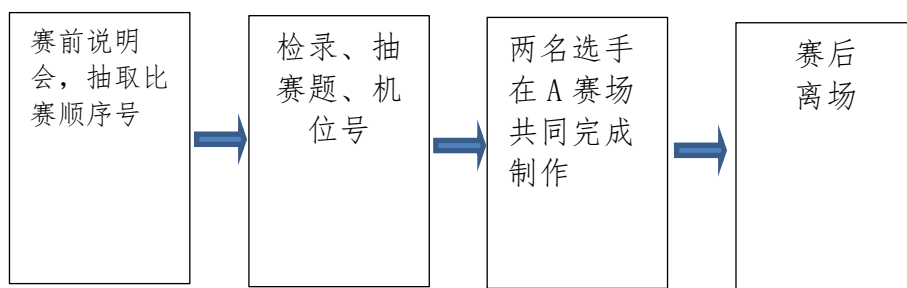 赛前说明
会，抽取比
赛顺序号
检录、抽
赛题、机
位号
两名选手
在 A 赛场
共同完成
制作
赛后
离场